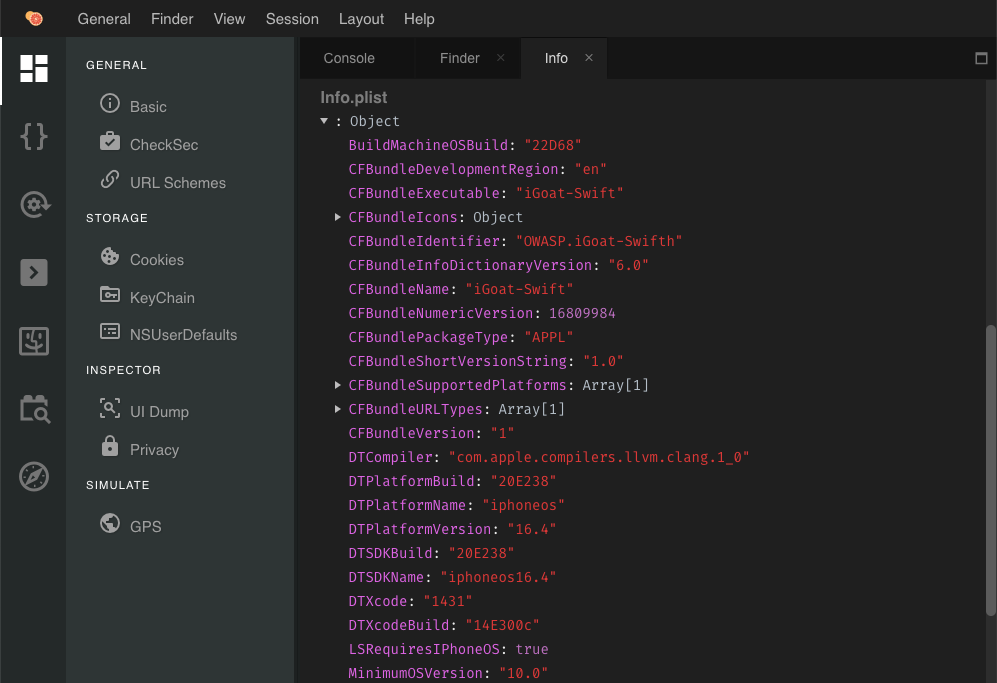 General Finder View Session Layout Help
GENERAL
Basic
CheckSec
URL Schemes
STORAGE
Cookies
KeyChain
NSUserDefaults
INSPECTOR
UI Dump
Privacy
SIMULATE
GPS
Console Finder × Info ×
Info.plist
▼ : Object
BuildMachineOSBuild: "22D68"
CFBundleDevelopmentRegion: "en"
CFBundleExecutable: "iGoat-Swift"
▶ CFBundleIcons: Object
CFBundleIdentifier: "OWASP.iGoat-Swifth"
CFBundleInfoDictionaryVersion: "6.0"
CFBundleName: "iGoat-Swift"
CFBundleNumericVersion: 16809984
CFBundlePackageType: "APPL"
CFBundleShortVersionString: "1.0"
▶ CFBundleSupportedPlatforms: Array[1]
▶ CFBundleURLTypes: Array[1]
CFBundleVersion: "1"
DTCompiler: "com.apple.compilers.llvm.clang.1_0"
DTPlatformBuild: "20E238"
DTPlatformName: "iphoneos"
DTPlatformVersion: "16.4"
DTSDKBuild: "20E238"
DTSDKName: "iphoneos16.4"
DTXcode: "1431"
DTXcodeBuild: "14E300c"
LSRequiresIPhoneOS: true
MinimumOSVersion: "10.0"